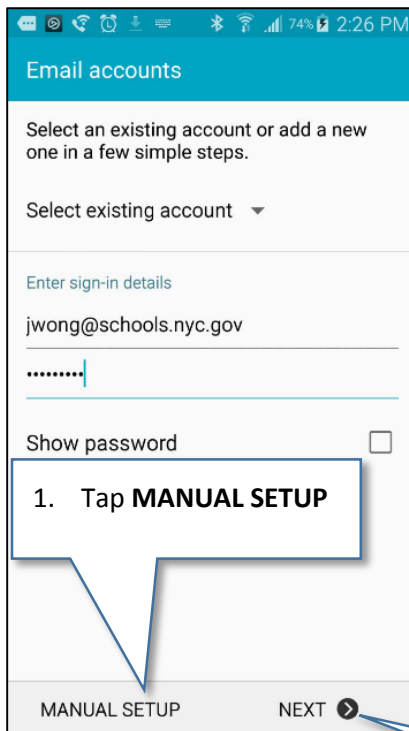 74% 2:26 PM
Email accounts
Select an existing account or add a new
one in a few simple steps.
Select existing account
Enter sign-in details
jwong@schools.nyc.gov
•••••••••
Show password
1. Tap MANUAL SETUP
MANUAL SETUP NEXT